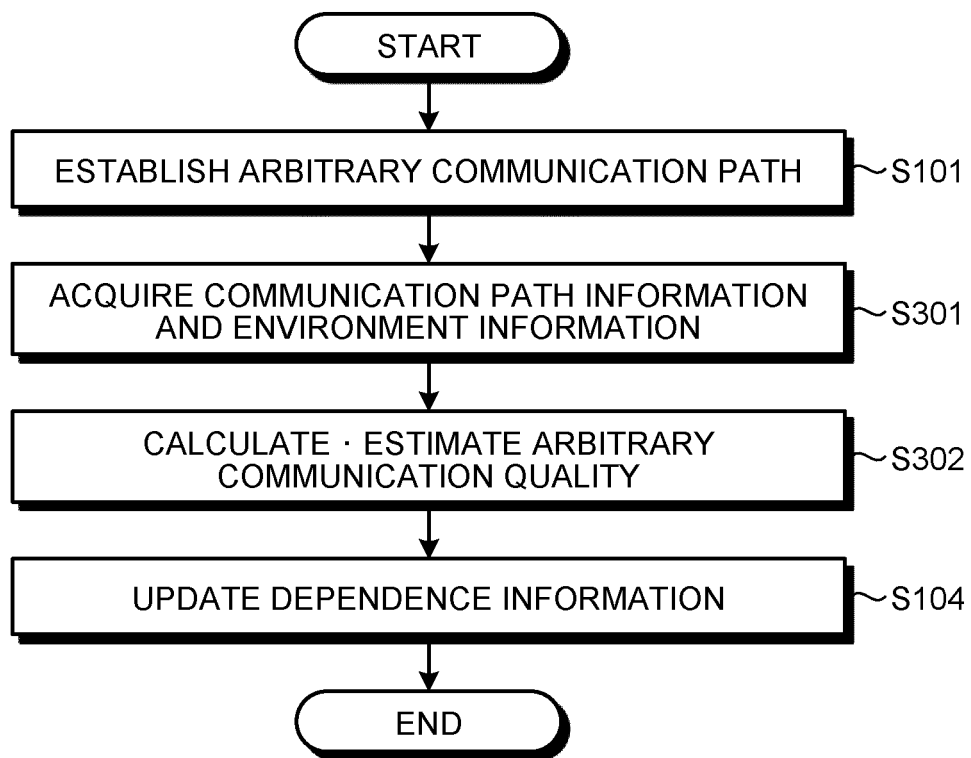 START
ESTABLISH ARBITRARY COMMUNICATION PATH
S101
ACQUIRE COMMUNICATION PATH INFORMATION
AND ENVIRONMENT INFORMATION
S301
CALCULATE · ESTIMATE ARBITRARY
COMMUNICATION QUALITY
S302
UPDATE DEPENDENCE INFORMATION
S104
END